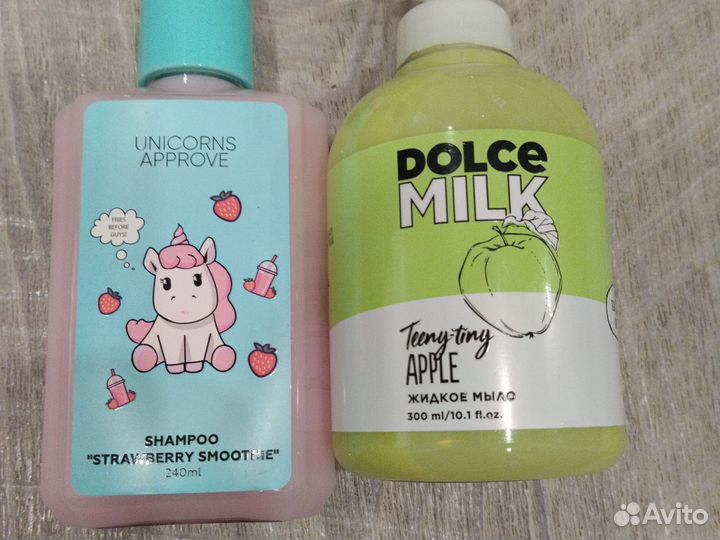 UNICORNS
APPROVE
FRIES
BEFORE
GUYS!
SHAMPOO
"STRAWBERRY SMOOTHIE"
240ml
DOLCE
MILK
Teeny-tiny
APPLE
ЖИДКОЕ МЫЛО
300 ml/10.1 fl.oz.
Avito